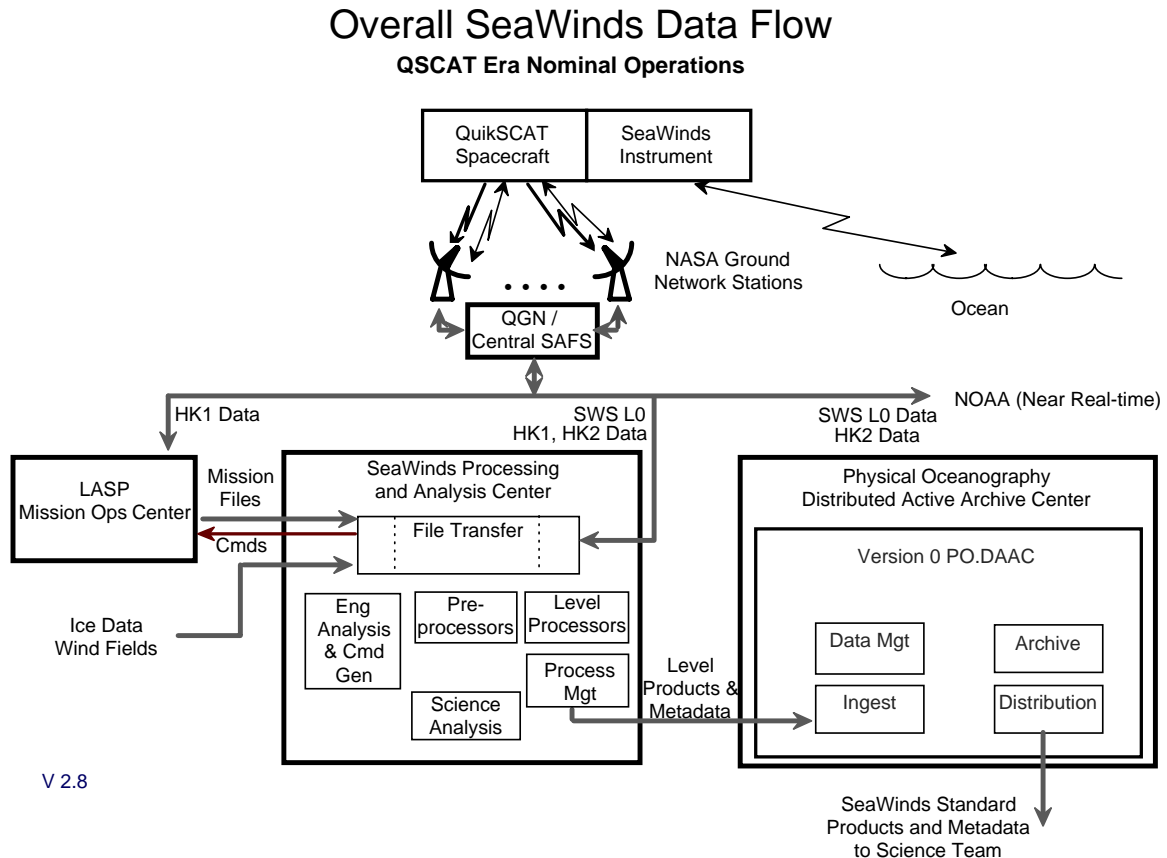 Overall SeaWinds Data Flow
QSCAT Era Nominal Operations
QuikSCAT
Spacecraft
SeaWinds
Instrument
NASA Ground
Network Stations
Ocean
QGN /
Central SAFS
HK1 Data
SWS L0
HK1, HK2 Data
SWS L0 Data
HK2 Data
NOAA (Near Real-time)
LASP
Mission Ops Center
Mission
Files
Cmds
Ice Data
Wind Fields
SeaWinds Processing
and Analysis Center
File Transfer
Eng
Analysis
& Cmd
Gen
Pre-
processors
Level
Processors
Process
Mgt
Science
Analysis
Level
Products &
Metadata
Physical Oceanography
Distributed Active Archive Center
Version 0 PO.DAAC
Data Mgt
Archive
Ingest
Distribution
V 2.8
SeaWinds Standard
Products and Metadata
to Science Team